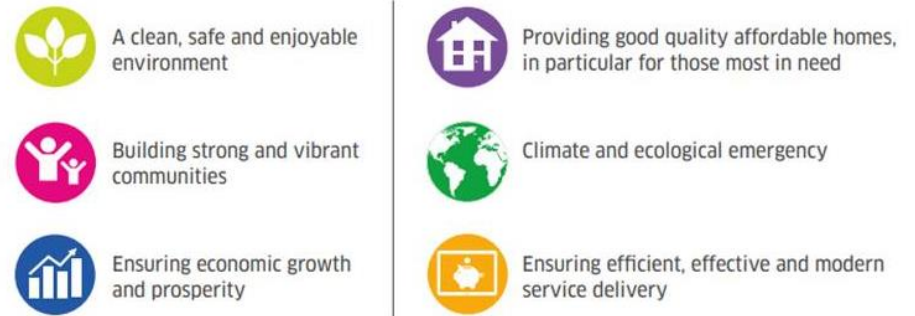 A clean, safe and enjoyable
environment
Building strong and vibrant
communities
Ensuring economic growth
and prosperity
Providing good quality affordable homes,
in particular for those most in need
Climate and ecological emergency
Ensuring efficient, effective and modern
service delivery